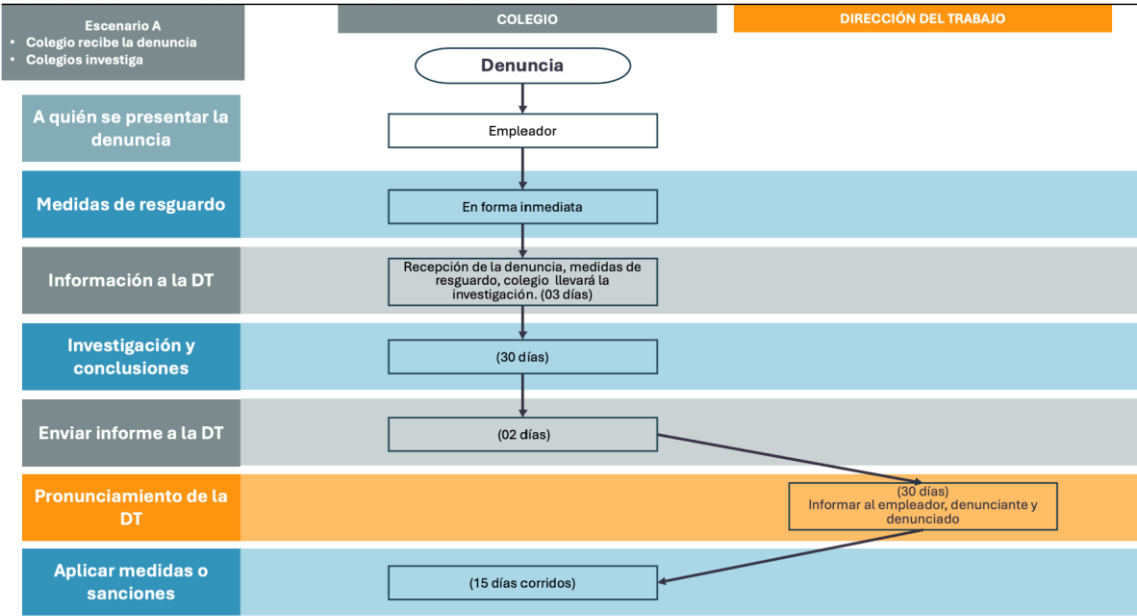 Escenario A
• Colegio recibe la denuncia
• Colegios investiga
COLEGIO
DIRECCIÓN DEL TRABAJO
Denuncia
A quién se presentar la
denuncia
Empleador
Medidas de resguardo
En forma inmediata
Información a la DT
Recepción de la denuncia, medidas de
resguardo, colegio llevará la
investigación. (03 días)
Investigación y
conclusiones
(30 días)
Enviar informe a la DT
(02 días)
Pronunciamiento de la
DT
(30 días)
Informar al empleador, denunciante y
denunciado
Aplicar medidas o
sanciones
(15 días corridos)